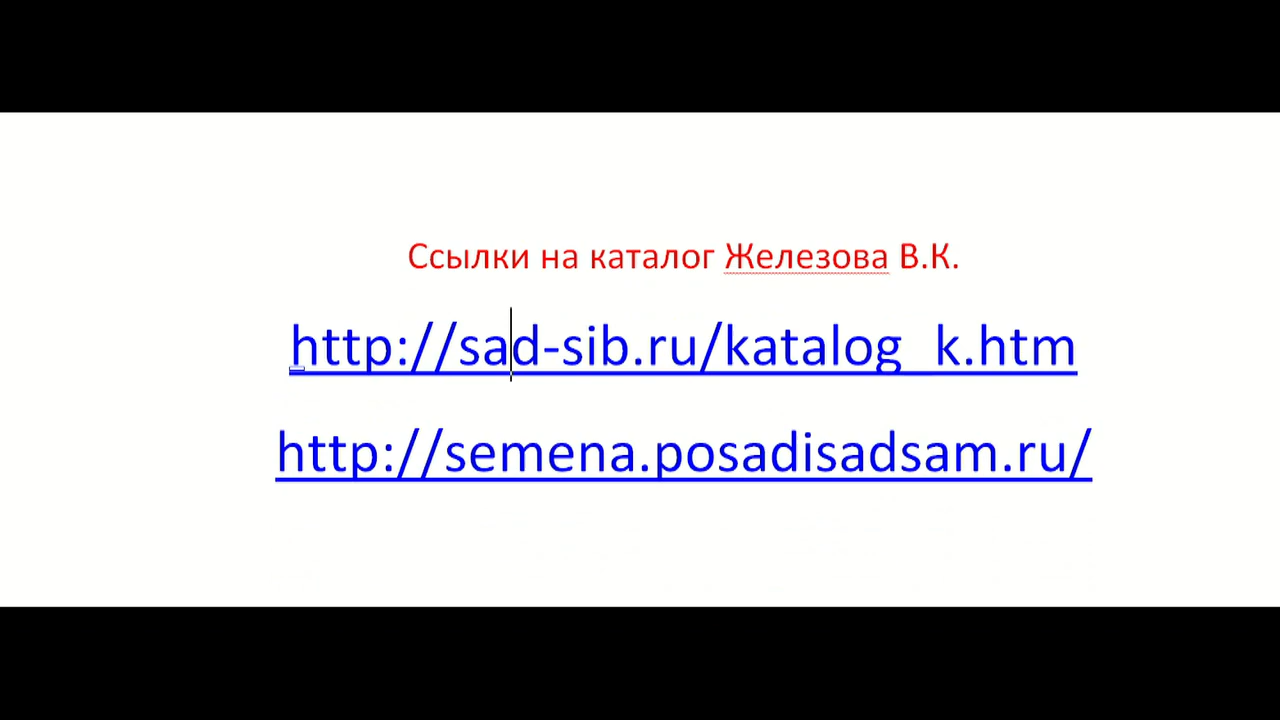 Ссылки на каталог Железова В.К.
http://sad-sib.ru/katalog_k.htm
http://semena.posadisadsam.ru/